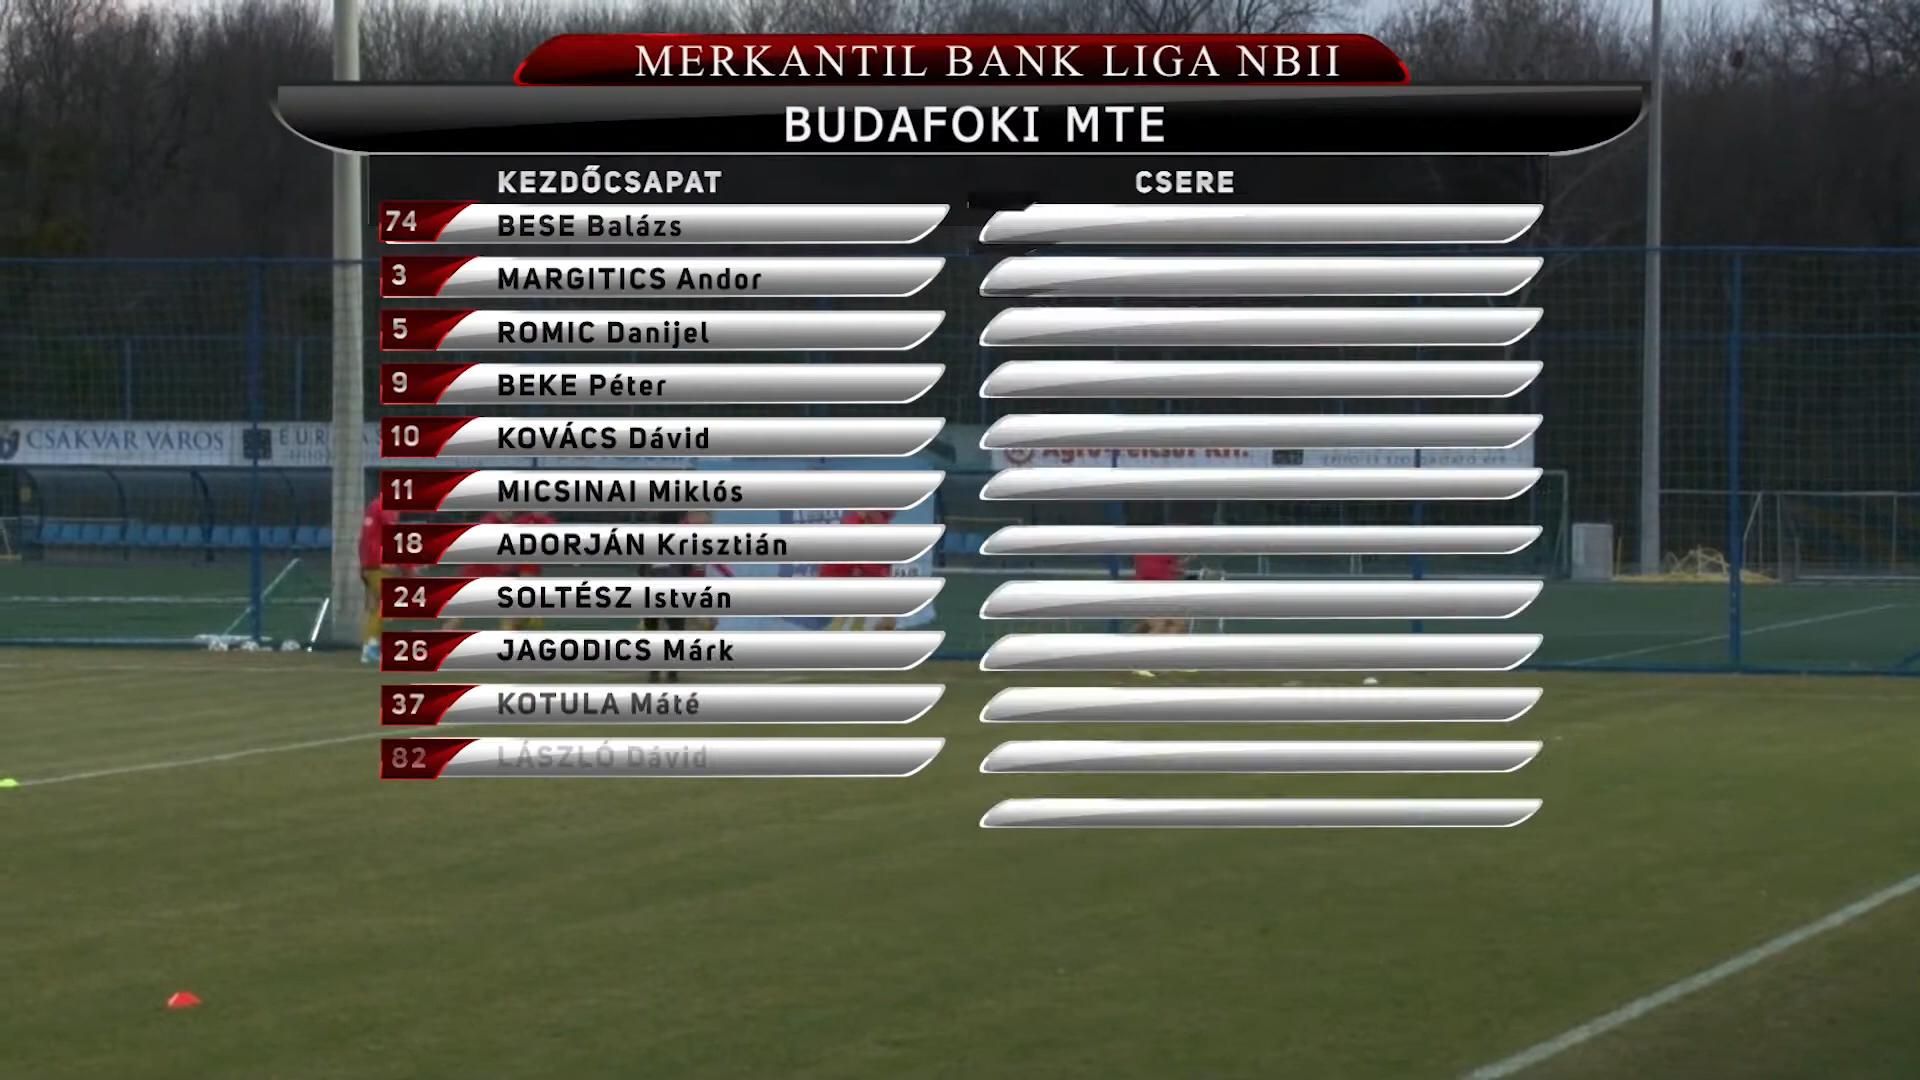 MERKANTIL BANK LIGA NBII
BUDAFOKI MTE
KEZDŐCSAPAT
CSERE
74 BESE Balázs
3 MARGITICS Andor
5 ROMIC Danijel
9 BEKE Péter
10 KOVÁCS Dávid
11 MICSINAI Miklós
18 ADORJÁN Krisztián
24 SOLTÉSZ István
26 JAGODICS Márk
37 KOTULA Máté
82 LÁSZLÓ Dávid
CSÁKVÁR VÁROS